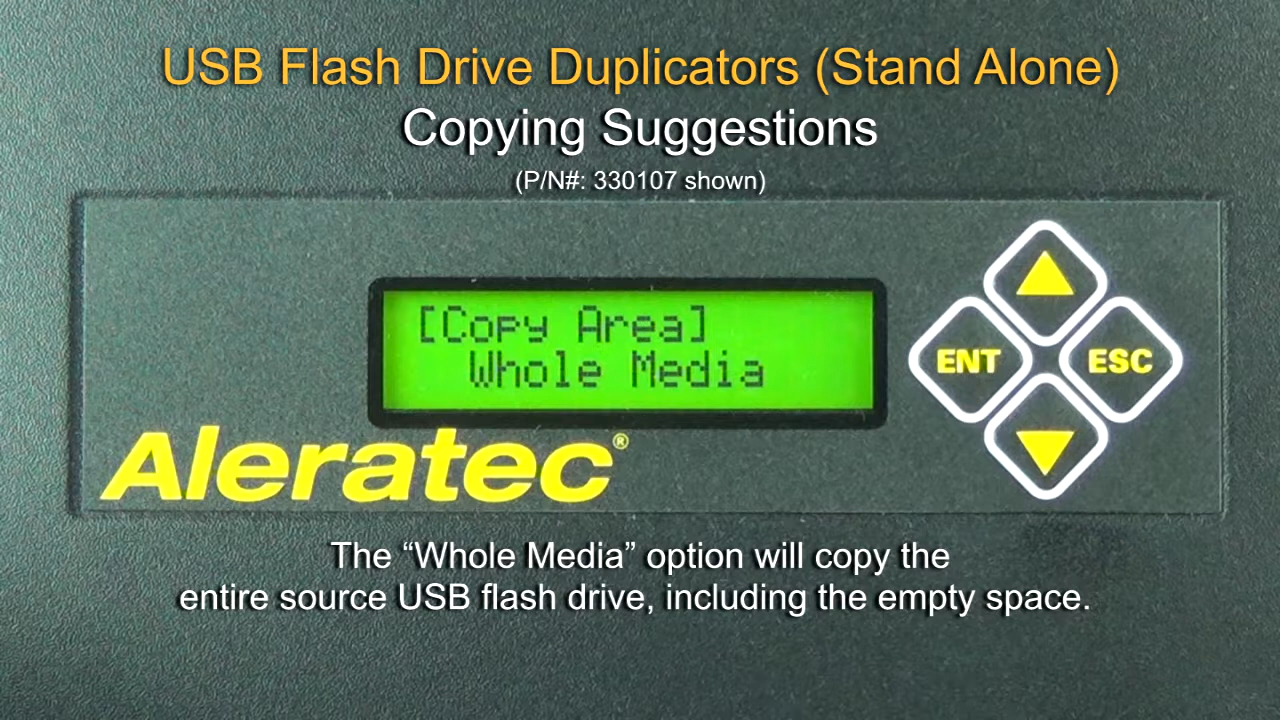 USB Flash Drive Duplicators (Stand Alone)
Copying Suggestions
(P/N#: 330107 shown)
[Copy Area]
Whole Media
ENT
ESC
Aleratec®
The “Whole Media” option will copy the
entire source USB flash drive, including the empty space.